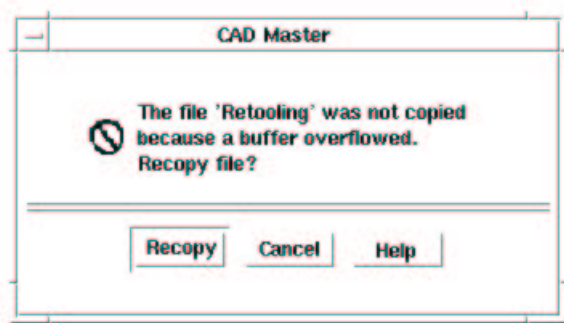 CAD Master
The file 'Retooling' was not copied
because a buffer overflowed.
Recopy file?
Recopy Cancel Help